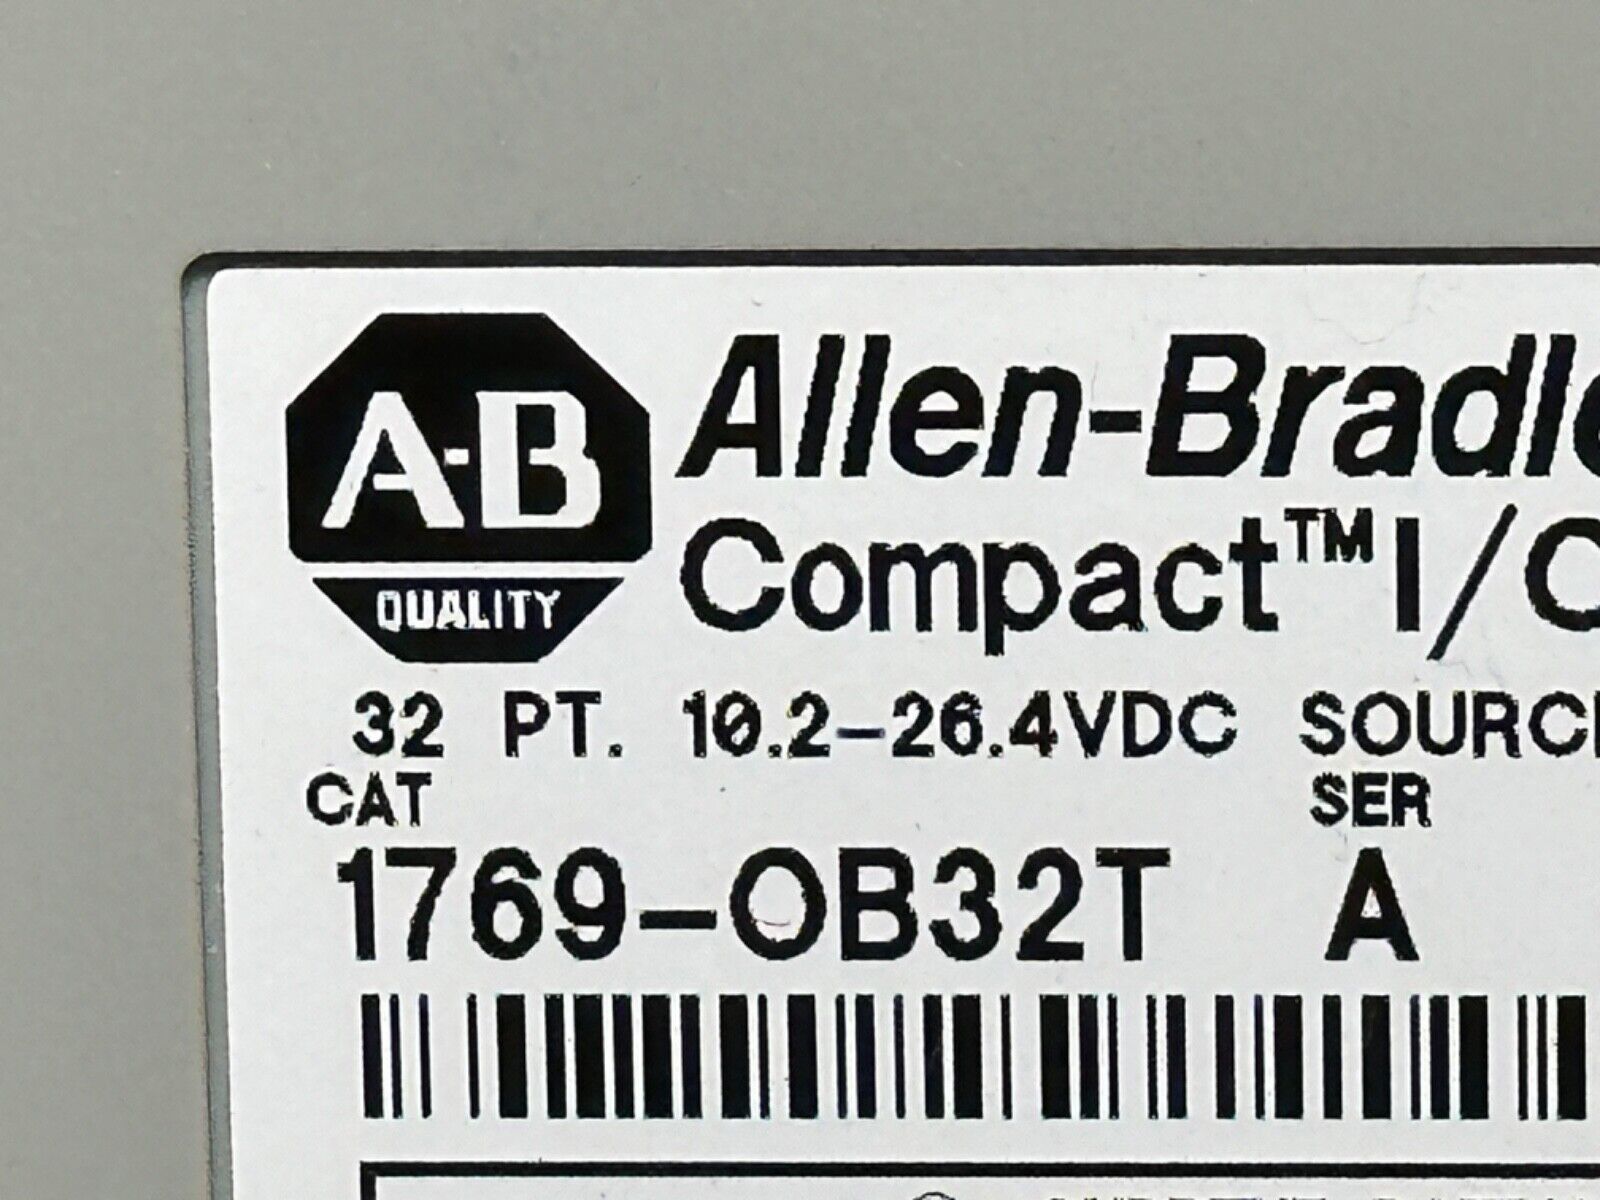 A-B
QUALITY
Allen-Bradle
Compact™ I/O
32 PT. 10.2-26.4VDC SOURC
CAT
SER
1769-OB32T A